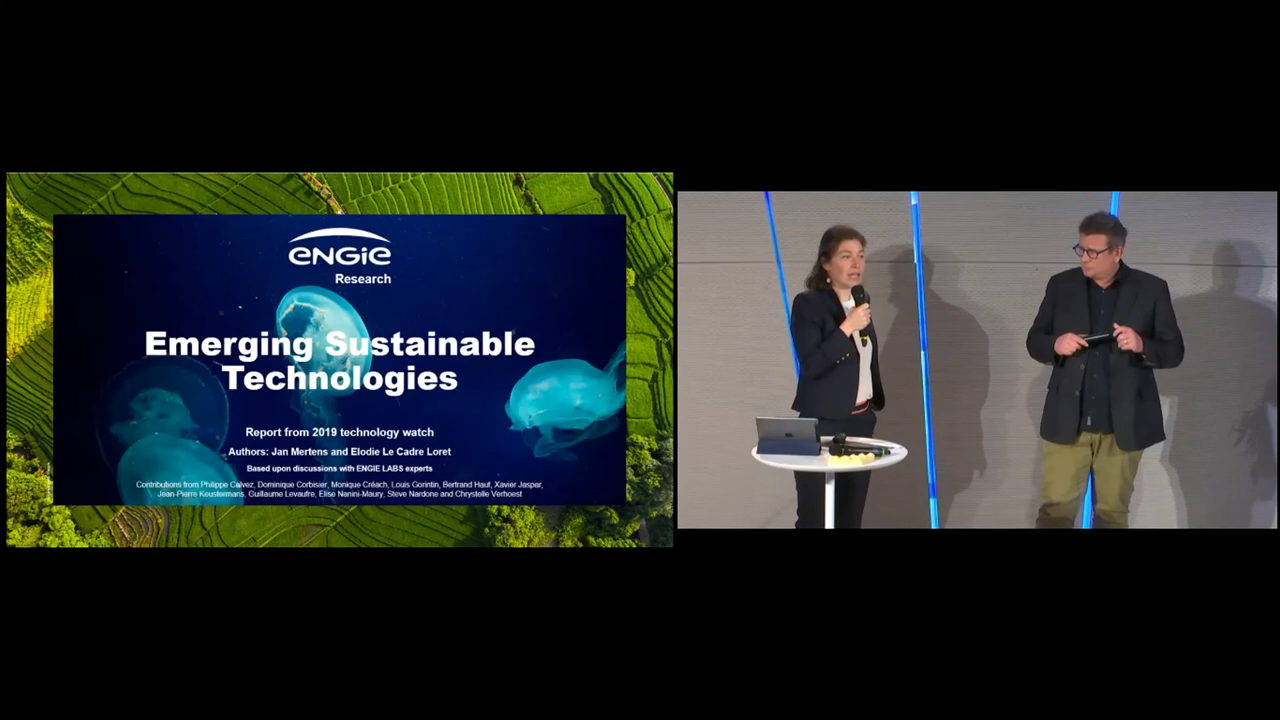 ENGIE
Research
Emerging Sustainable
Technologies
Report from 2019 technology watch
Authors: Jan Mertens and Elodie Le Cadre Loret
Based upon discussions with ENGIE LABS experts
Contributions from Philippe Calvez, Dominique Corbisier, Monique Créach, Louis Gorintin, Bertrand Haut, Xavier Jaspar,
Jean-Pierre Keustermans, Guillaume Levaufre, Elise Nanini-Maury, Steve Nardone and Chrystelle Verhoest